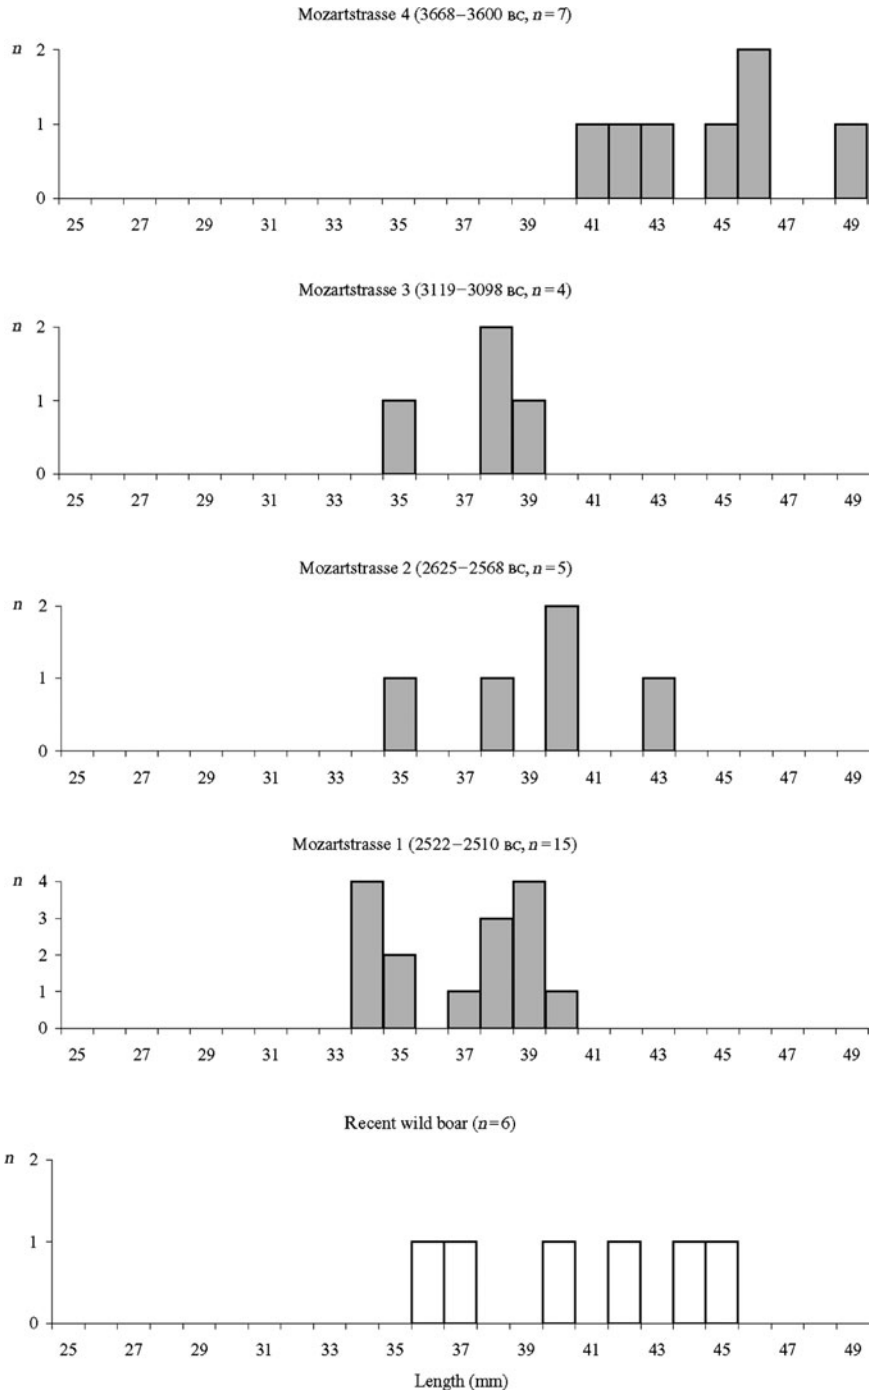 Mozartstrasse 4 (3668–3600 BC, n=7)
n 2
1
0
25 27 29 31 33 35 37 39 41 43 45 47 49
Mozartstrasse 3 (3119–3098 BC, n=4)
n 2
1
0
25 27 29 31 33 35 37 39 41 43 45 47 49
Mozartstrasse 2 (2625–2568 BC, n=5)
n 2
1
0
25 27 29 31 33 35 37 39 41 43 45 47 49
Mozartstrasse 1 (2522–2510 BC, n=15)
n 4
3
2
1
0
25 27 29 31 33 35 37 39 41 43 45 47 49
Recent wild boar (n=6)
n 2
1
0
25 27 29 31 33 35 37 39 41 43 45 47 49
Length (mm)